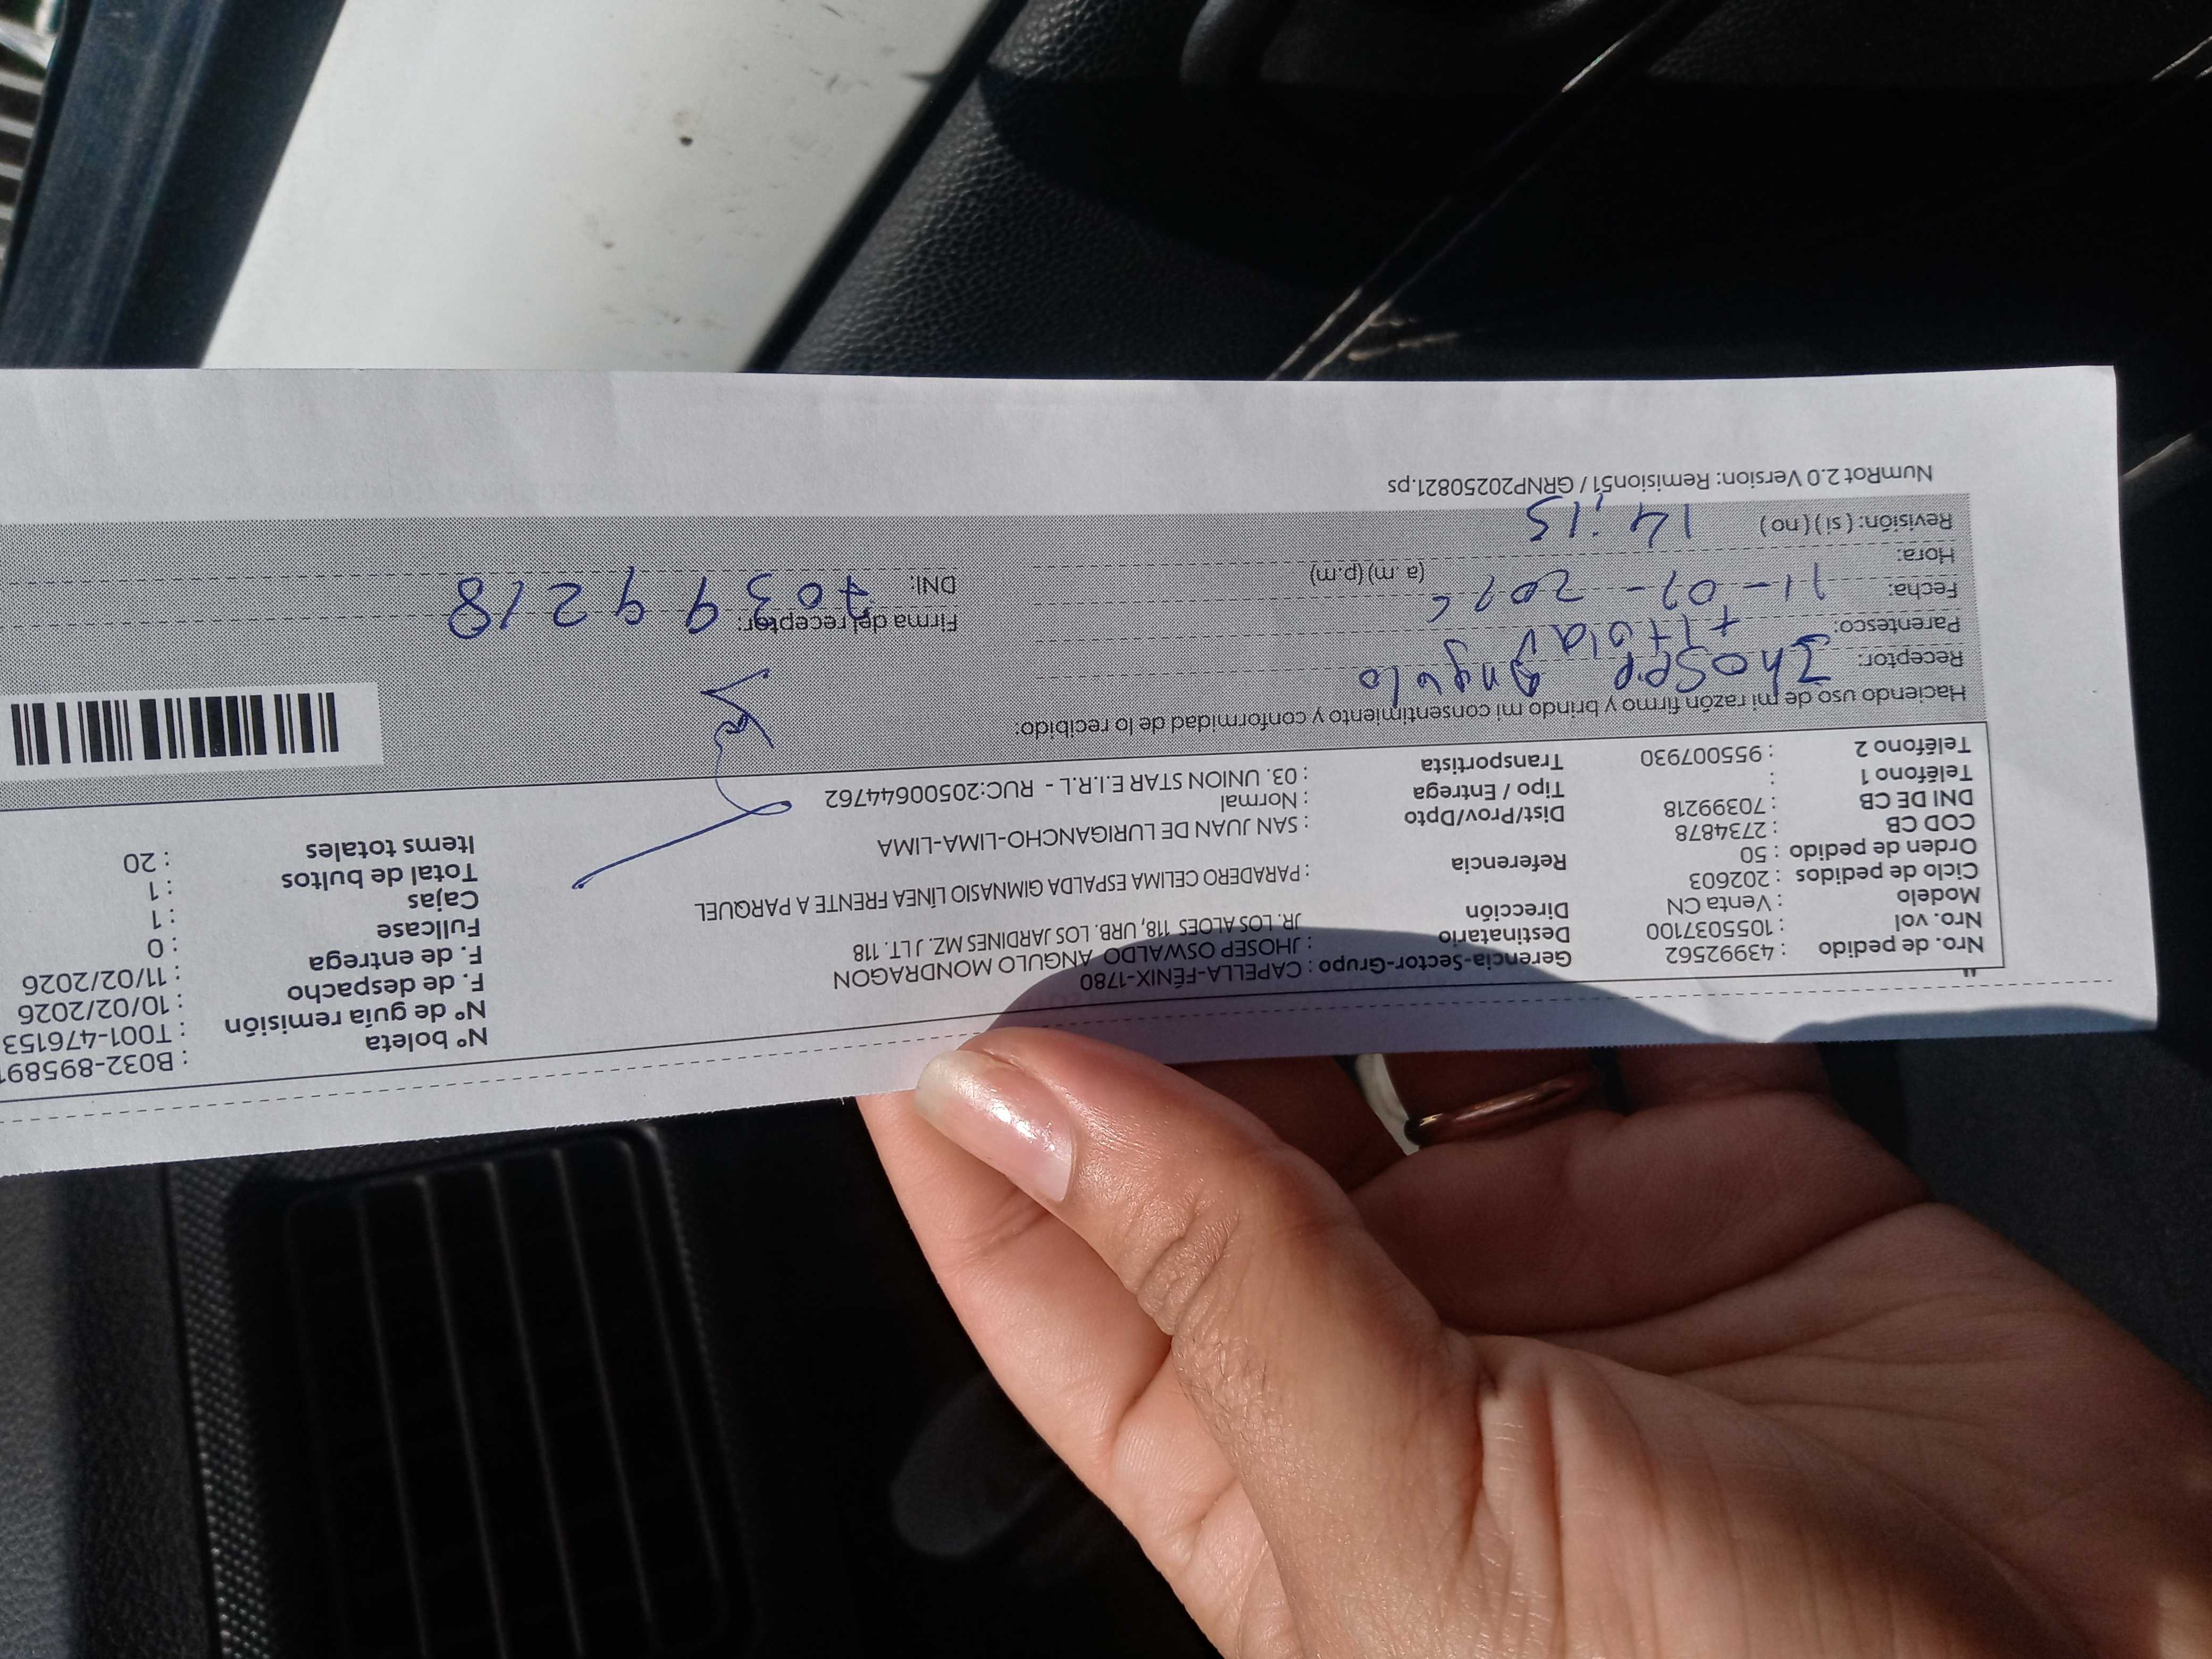 Nro. de pedido : 43992562
Nro. vol : 1055037100
Modelo : Venta CN
Ciclo de pedidos : 202603
Orden de pedido : 50
COD CB : 2734878
DNI DE CB : 70399218
Teléfono 1 :
Teléfono 2 : 955007930
Gerencia-Sector-Grupo : CAPELLA-FÉNIX-1780
Destinatario : JHOSEP OSWALDO ANGULO MONDRAGON
Dirección JR. LOS ALOES 118, URB. LOS JARDINES MZ. J LT. 118
Referencia : PARADERO CELIMA ESPALDA GIMNASIO LÍNEA FRENTE A PARQUEL
Dist/Prov/Dpto : SAN JUAN DE LURIGANCHO-LIMA-LIMA
Tipo / Entrega : Normal
Transportista : 03. UNION STAR E.I.R.L. - RUC:20500644762
N° boleta : B032-895891
N° de guía remisión : T001-476153
F. de despacho : 10/02/2026
F. de entrega : 11/02/2026
Fullcase : 0
Cajas : 1
Total de bultos : 1
Items totales : 20
Haciendo uso de mi razón firmo y brindo mi consentimiento y conformidad de lo recibido:
Receptor: Jhosep Angulo
Parentesco: titular
Fecha: 11-02-2026
Hora: (a. m) (p.m)
Revisión: ( si ) ( no ) 14:15
Firma del receptor:
DNI: 70399218
NumRot 2.0 Version: Remision51 / GRNP20250821.ps